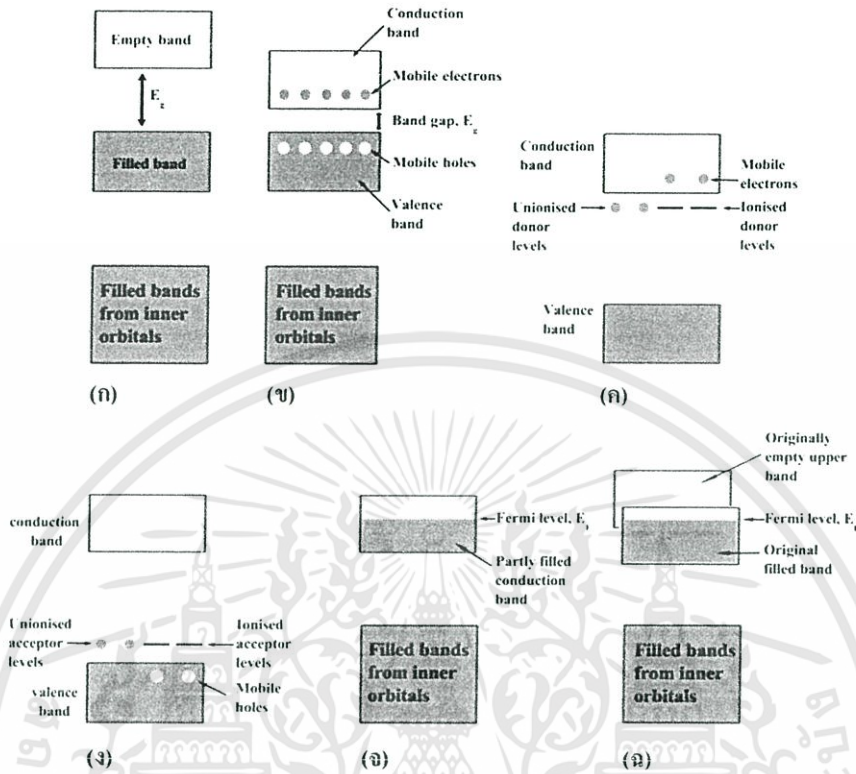 Empty band
E_g
Filled band
Filled bands
from inner
orbitals
(ก)
Conduction
band
Mobile electrons
Band gap, E_g
Mobile holes
Valence
band
Filled bands
from inner
orbitals
(ข)
Conduction
band
Mobile
electrons
Unionised
donor
levels
Ionised
donor
levels
Valence
band
(ค)
conduction
band
Unionised
acceptor
levels
Ionised
acceptor
levels
valence
band
Mobile
holes
(ง)
Fermi level, E_f
Partly filled
conduction
band
Filled bands
from inner
orbitals
(จ)
Originally
empty upper
band
Fermi level, E
Original
filled band
Filled bands
from inner
orbitals
(ฉ)